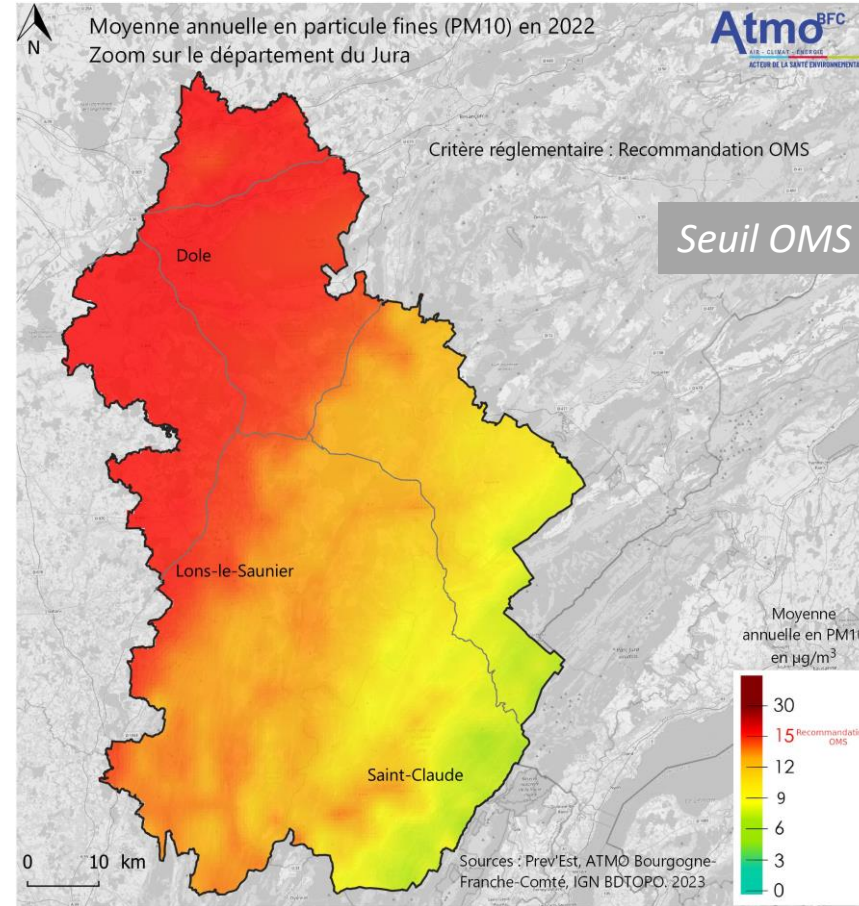 Moyenne annuelle en particule fines (PM10) en 2022
Zoom sur le département du Jura
N
Atmo BFC
AIR - CLIMAT - ÉNERGIE
ACTEUR DE LA SANTÉ ENVIRONNEMENTA
Critère réglementaire : Recommandation OMS
Seuil OMS
Dole
Lons-le-Saunier
Saint-Claude
Moyenne
annuelle en PM10
en µg/m³
30
15 Recommandation
OMS
12
9
6
3
0
0 10 km
Sources : Prev'Est, ATMO Bourgogne-
Franche-Comté, IGN BDTOPO. 2023